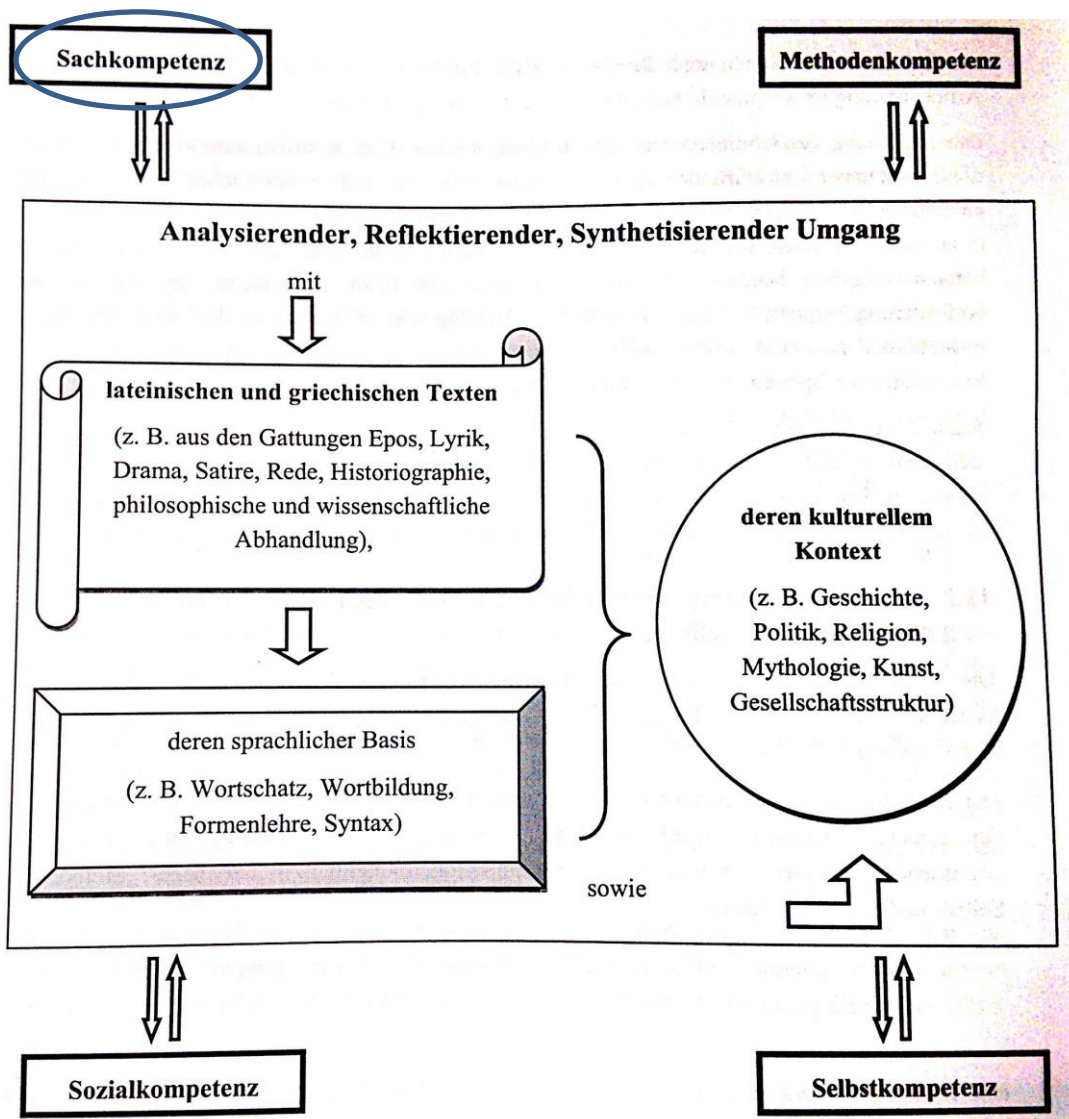 Sachkompetenz
Methodenkompetenz
Analysierender, Reflektierender, Synthetisierender Umgang
mit
lateinischen und griechischen Texten
(z. B. aus den Gattungen Epos, Lyrik,
Drama, Satire, Rede, Historiographie,
philosophische und wissenschaftliche
Abhandlung),
deren sprachlicher Basis
(z. B. Wortschatz, Wortbildung,
Formenlehre, Syntax)
sowie
deren kulturellem
Kontext
(z. B. Geschichte,
Politik, Religion,
Mythologie, Kunst,
Gesellschaftsstruktur)
Sozialkompetenz
Selbstkompetenz